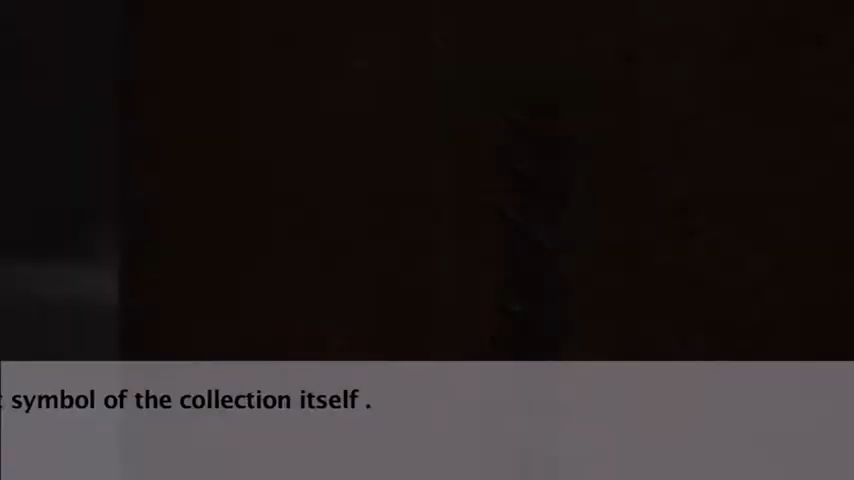 symbol of the collection itself .